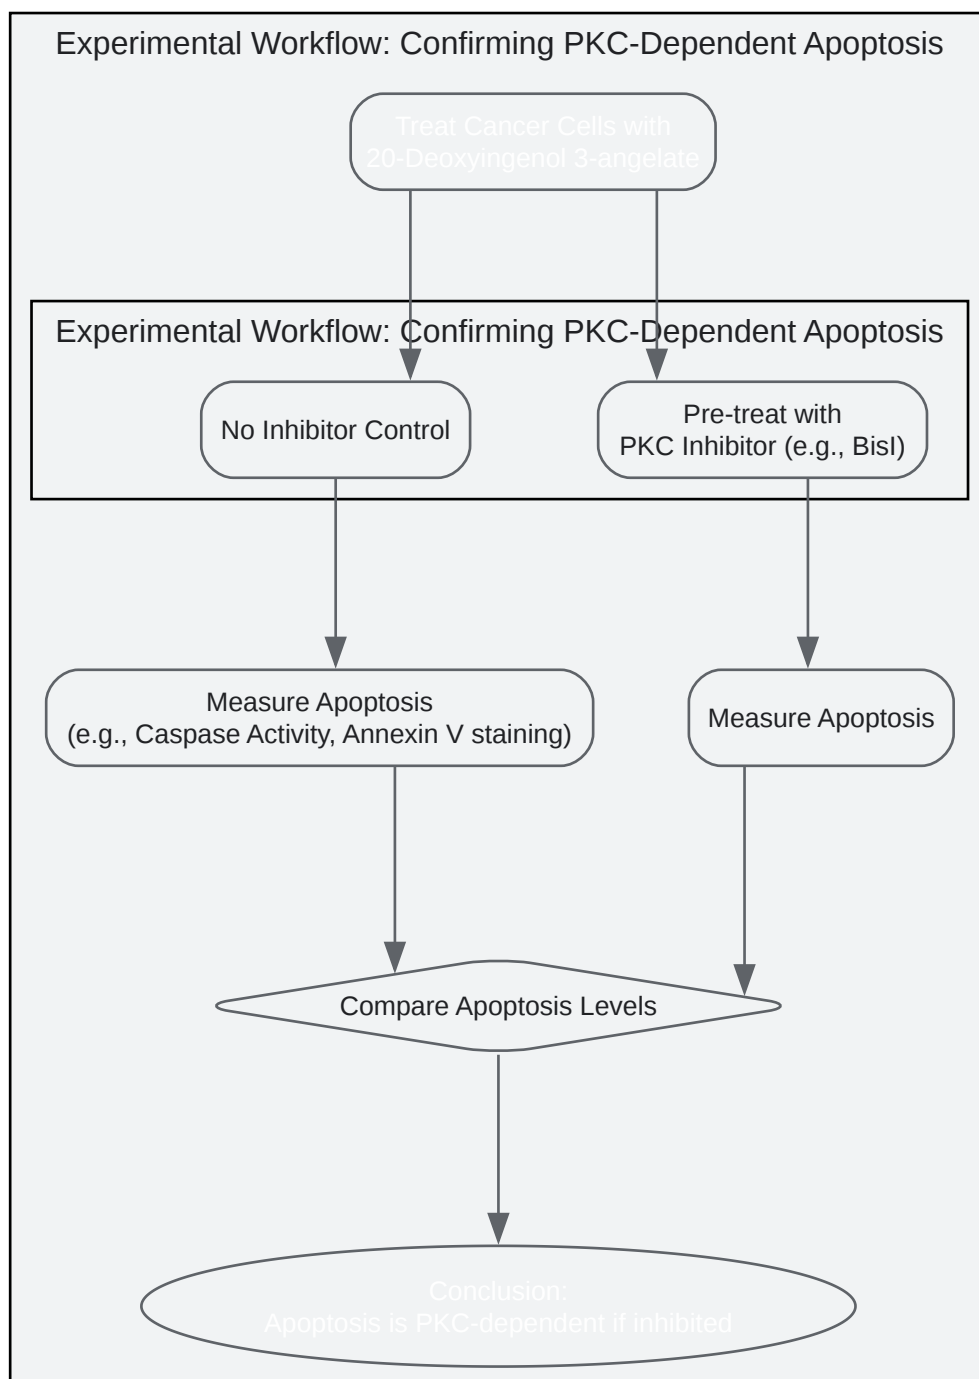 Experimental Workflow: Confirming PKC-Dependent Apoptosis
Treat Cancer Cells with
20-Deoxyingenol 3-angelate
Experimental Workflow: Confirming PKC-Dependent Apoptosis
No Inhibitor Control
Pre-treat with
PKC Inhibitor (e.g., BisI)
Measure Apoptosis
(e.g., Caspase Activity, Annexin V staining)
Measure Apoptosis
Compare Apoptosis Levels
Conclusion:
Apoptosis is PKC-dependent if inhibited